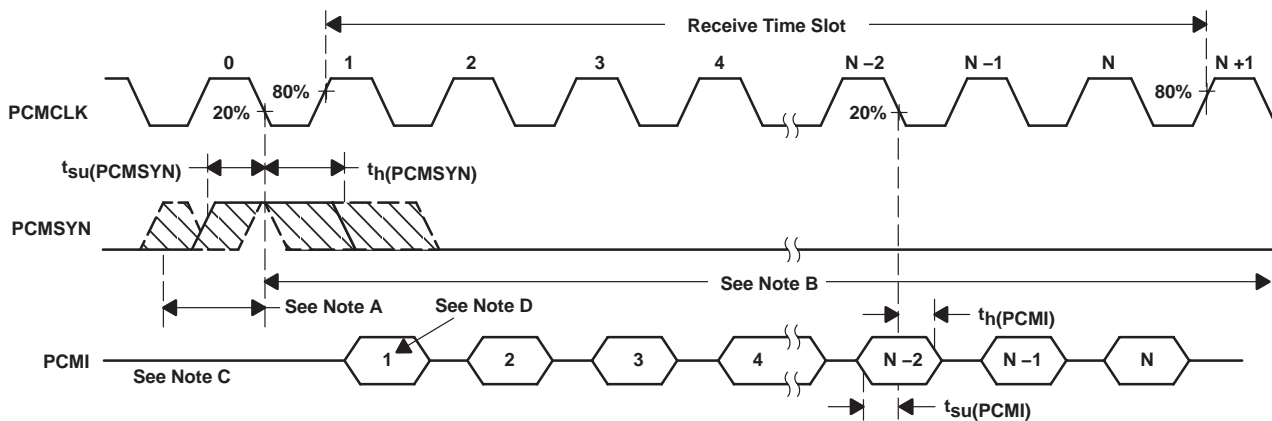 Receive Time Slot
0 1 2 3 4 N –2 N –1 N N +1
80% 80%
PCMCLK 20% 20%
tsu(PCMSYN) th(PCMSYN)
PCMSYN
See Note A See Note B
See Note D th(PCMI)
PCMI 1 2 3 4 N –2 N –1 N
See Note C
tsu(PCMI)